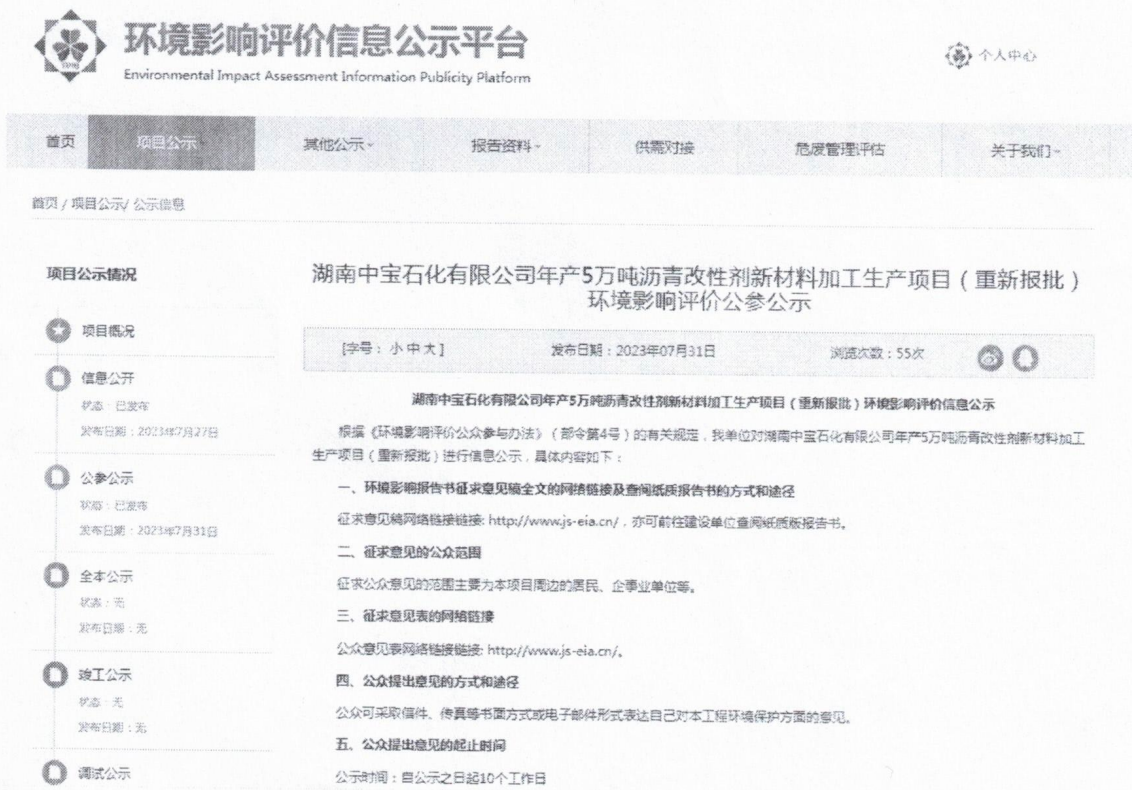 环境影响评价信息公示平台
Environmental Impact Assessment Information Publicity Platform
个人中心
首页
项目公示
其他公示
报告资料
供需对接
危废管理评估
关于我们
首页 / 项目公示/ 公示信息
项目公示情况
项目概况
信息公开
状态：已发布
发布日期：2023年7月27日
公参公示
状态：已发布
发布日期：2023年7月31日
全本公示
状态：无
发布日期：无
竣工公示
状态：无
发布日期：无
调试公示
湖南中宝石化有限公司年产5万吨沥青改性剂新材料加工生产项目（重新报批）
环境影响评价公参公示
[字号：小 中 大]
发布日期：2023年07月31日
浏览次数：55次
湖南中宝石化有限公司年产5万吨沥青改性剂新材料加工生产项目（重新报批）环境影响评价信息公示
根据《环境影响评价公众参与办法》（部令第4号）的有关规定，我单位对湖南中宝石化有限公司年产5万吨沥青改性剂新材料加工
生产项目（重新报批）进行信息公示，具体内容如下：
一、环境影响报告书征求意见稿全文的网络链接及查阅纸质报告书的方式和途径
征求意见稿网络链接链接: http://www.js-eia.cn/，亦可前往建设单位查阅纸质版报告书。
二、征求意见的公众范围
征求公众意见的范围主要为本项目周边的居民、企事业单位等。
三、征求意见表的网络链接
公众意见表网络链接链接: http://www.js-eia.cn/。
四、公众提出意见的方式和途径
公众可采取信件、传真等书面方式或电子邮件形式表达自己对本工程环境保护方面的意见。
五、公众提出意见的起止时间
公示时间：自公示之日起10个工作日